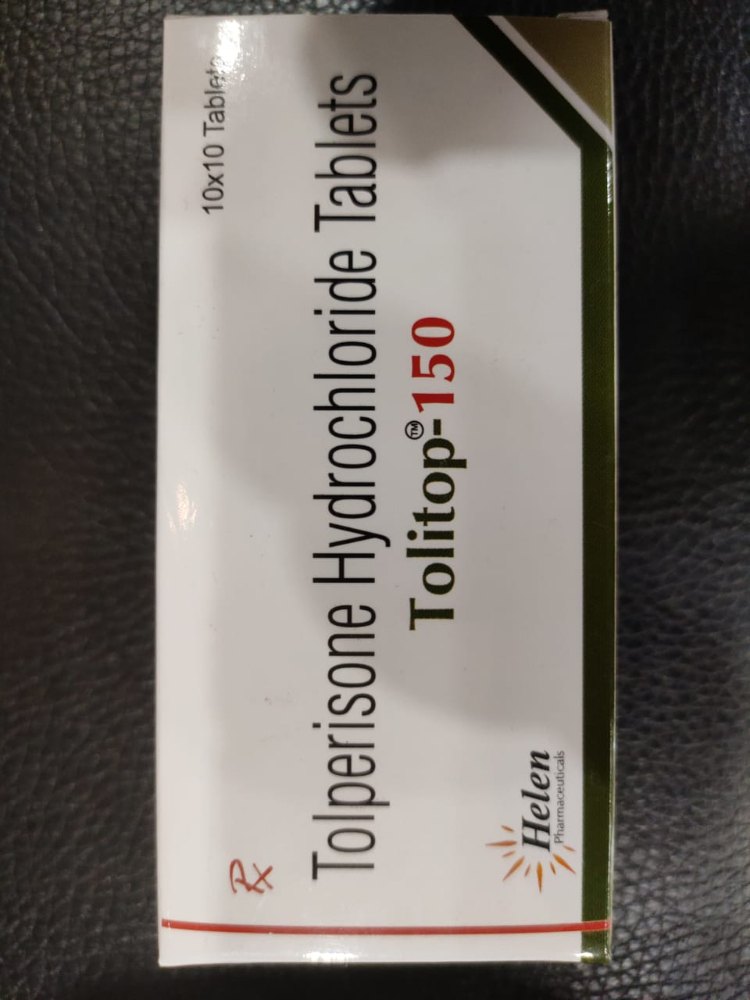 ℞
10x10 Tablets
Tolperisone Hydrochloride Tablets
Tolitop™-150
Helen
Pharmaceuticals